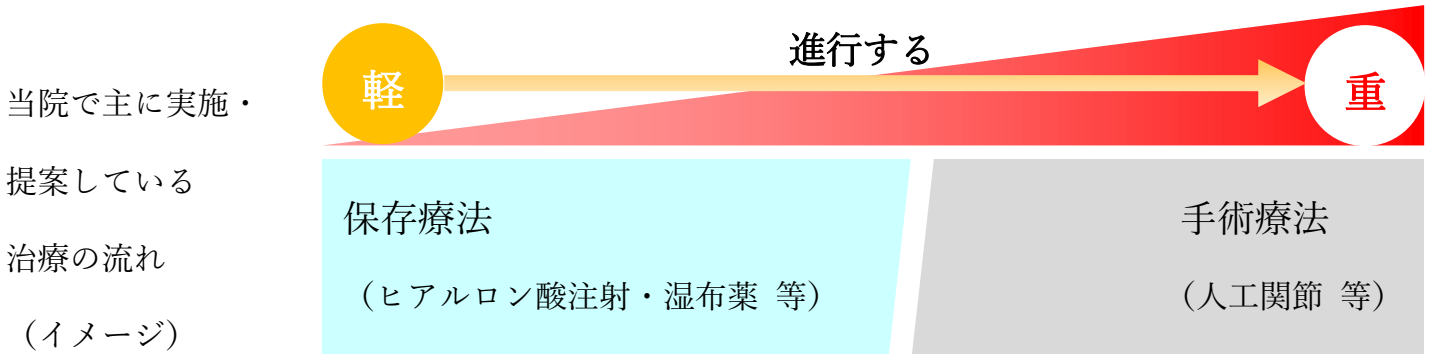 進行する
軽
重
当院で主に実施・
提案している
治療の流れ
（イメージ）
保存療法
（ヒアルロン酸注射・湿布薬 等）
手術療法
（人工関節 等）